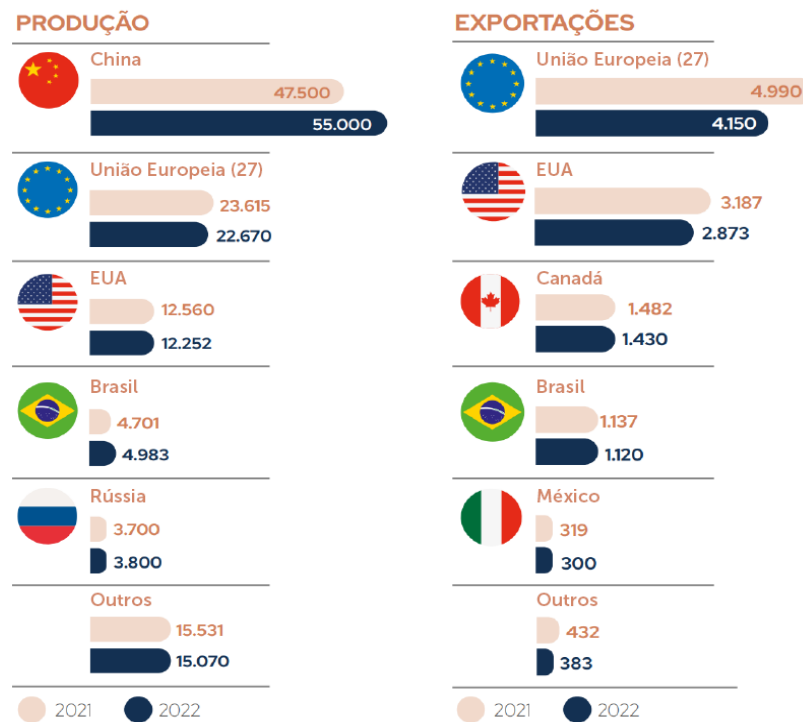 PRODUÇÃO
China
47.500
55.000
União Europeia (27)
23.615
22.670
EUA
12.560
12.252
Brasil
4.701
4.983
Rússia
3.700
3.800
Outros
15.531
15.070
2021 2022
EXPORTAÇÕES
União Europeia (27)
4.990
4.150
EUA
3.187
2.873
Canadá
1.482
1.430
Brasil
1.137
1.120
México
319
300
Outros
432
383
2021 2022